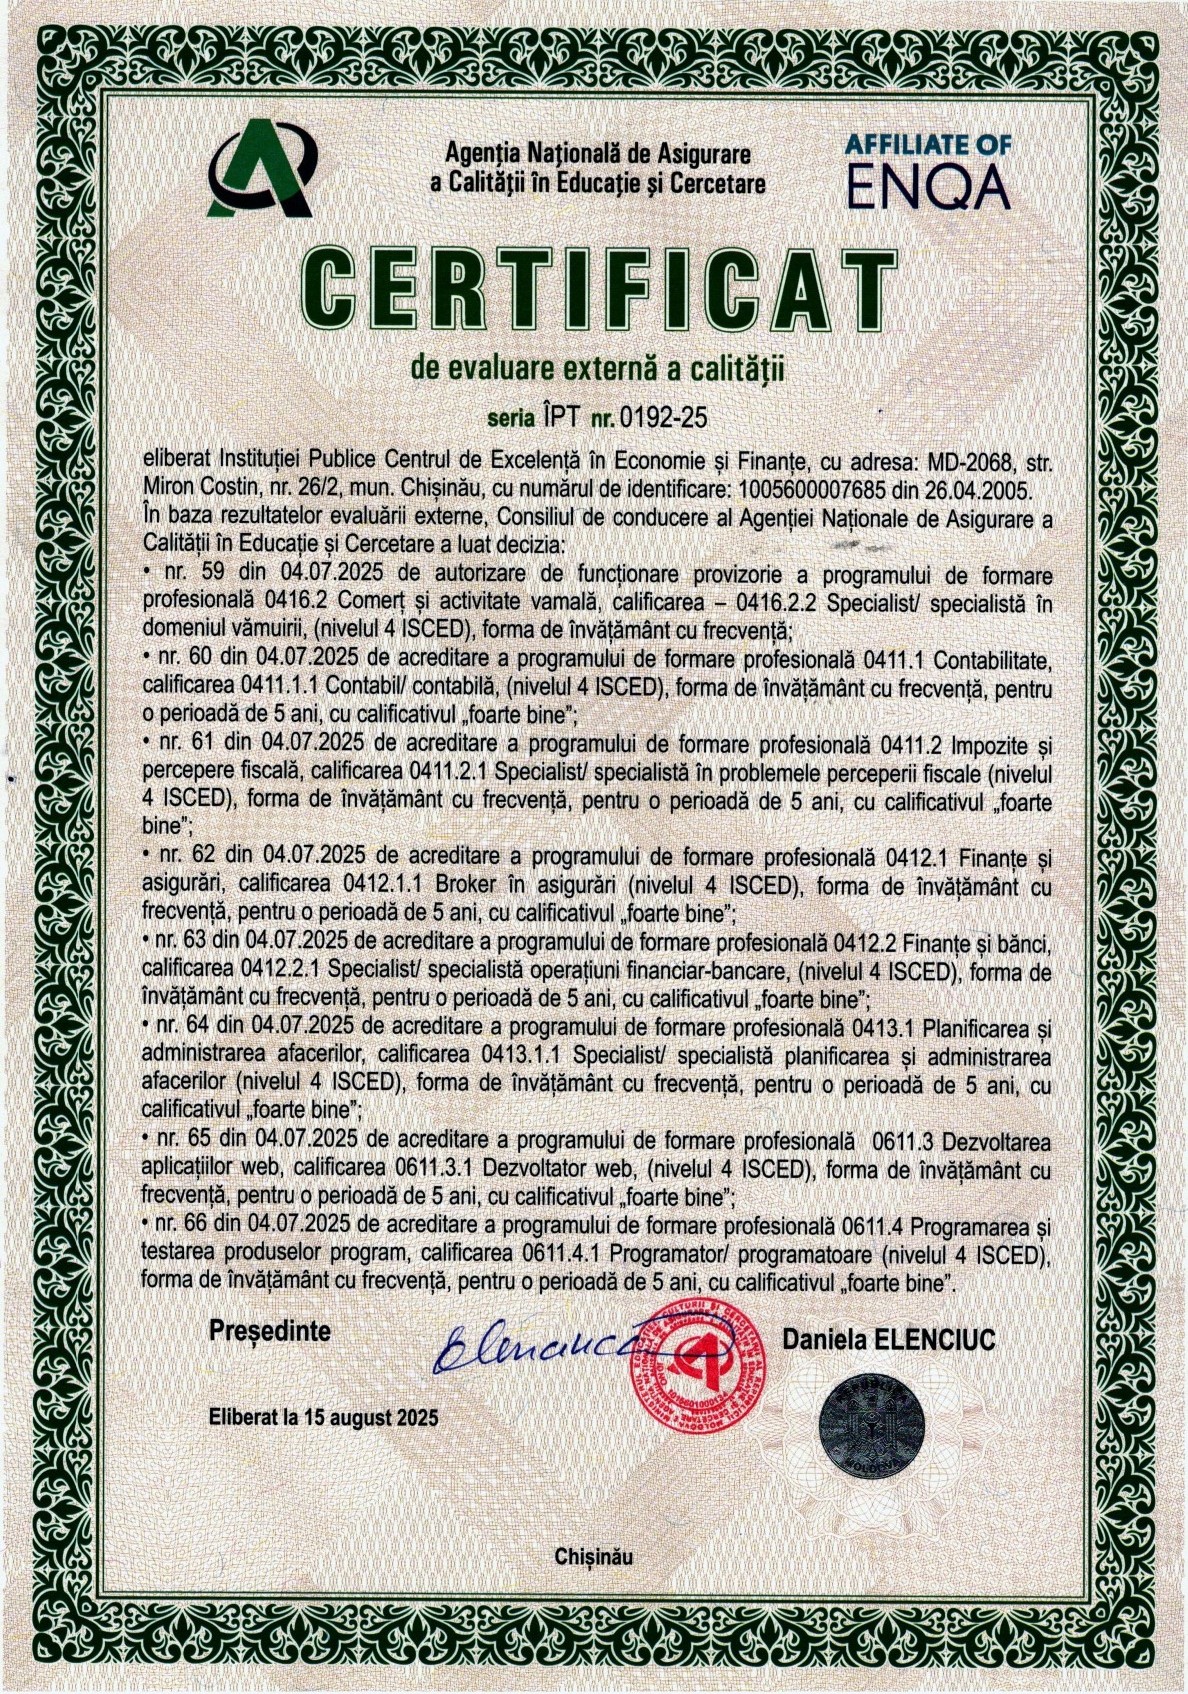 Agenția Națională de Asigurare
a Calității în Educație și Cercetare
AFFILIATE OF
ENQA
CERTIFICAT
de evaluare externă a calității
seria ÎPT nr. 0192-25
eliberat Instituției Publice Centrul de Excelență în Economie și Finanțe, cu adresa: MD-2068, str.
Miron Costin, nr. 26/2, mun. Chișinău, cu numărul de identificare: 1005600007685 din 26.04.2005.
În baza rezultatelor evaluării externe, Consiliul de conducere al Agenției Naționale de Asigurare a
Calității în Educație și Cercetare a luat decizia:
• nr. 59 din 04.07.2025 de autorizare de funcționare provizorie a programului de formare
profesională 0416.2 Comerț și activitate vamală, calificarea – 0416.2.2 Specialist/ specialistă în
domeniul vămuirii, (nivelul 4 ISCED), forma de învățământ cu frecvență;
• nr. 60 din 04.07.2025 de acreditare a programului de formare profesională 0411.1 Contabilitate,
calificarea 0411.1.1 Contabil/ contabilă, (nivelul 4 ISCED), forma de învățământ cu frecvență, pentru
o perioadă de 5 ani, cu calificativul „foarte bine”;
• nr. 61 din 04.07.2025 de acreditare a programului de formare profesională 0411.2 Impozite și
percepere fiscală, calificarea 0411.2.1 Specialist/ specialistă în problemele perceperii fiscale (nivelul
4 ISCED), forma de învățământ cu frecvență, pentru o perioadă de 5 ani, cu calificativul „foarte
bine”;
• nr. 62 din 04.07.2025 de acreditare a programului de formare profesională 0412.1 Finanțe și
asigurări, calificarea 0412.1.1 Broker în asigurări (nivelul 4 ISCED), forma de învățământ cu
frecvență, pentru o perioadă de 5 ani, cu calificativul „foarte bine”;
• nr. 63 din 04.07.2025 de acreditare a programului de formare profesională 0412.2 Finanțe și bănci,
calificarea 0412.2.1 Specialist/ specialistă operațiuni financiar-bancare, (nivelul 4 ISCED), forma de
învățământ cu frecvență, pentru o perioadă de 5 ani, cu calificativul „foarte bine”;
• nr. 64 din 04.07.2025 de acreditare a programului de formare profesională 0413.1 Planificarea și
administrarea afacerilor, calificarea 0413.1.1 Specialist/ specialistă planificarea și administrarea
afacerilor (nivelul 4 ISCED), forma de învățământ cu frecvență, pentru o perioadă de 5 ani, cu
calificativul „foarte bine”;
• nr. 65 din 04.07.2025 de acreditare a programului de formare profesională 0611.3 Dezvoltarea
aplicațiilor web, calificarea 0611.3.1 Dezvoltator web, (nivelul 4 ISCED), forma de învățământ cu
frecvență, pentru o perioadă de 5 ani, cu calificativul „foarte bine”;
• nr. 66 din 04.07.2025 de acreditare a programului de formare profesională 0611.4 Programarea și
testarea produselor program, calificarea 0611.4.1 Programator/ programatoare (nivelul 4 ISCED),
forma de învățământ cu frecvență, pentru o perioadă de 5 ani, cu calificativul „foarte bine”.
Președinte
Daniela ELENCIUC
Eliberat la 15 august 2025
MOLDOVA
Chișinău